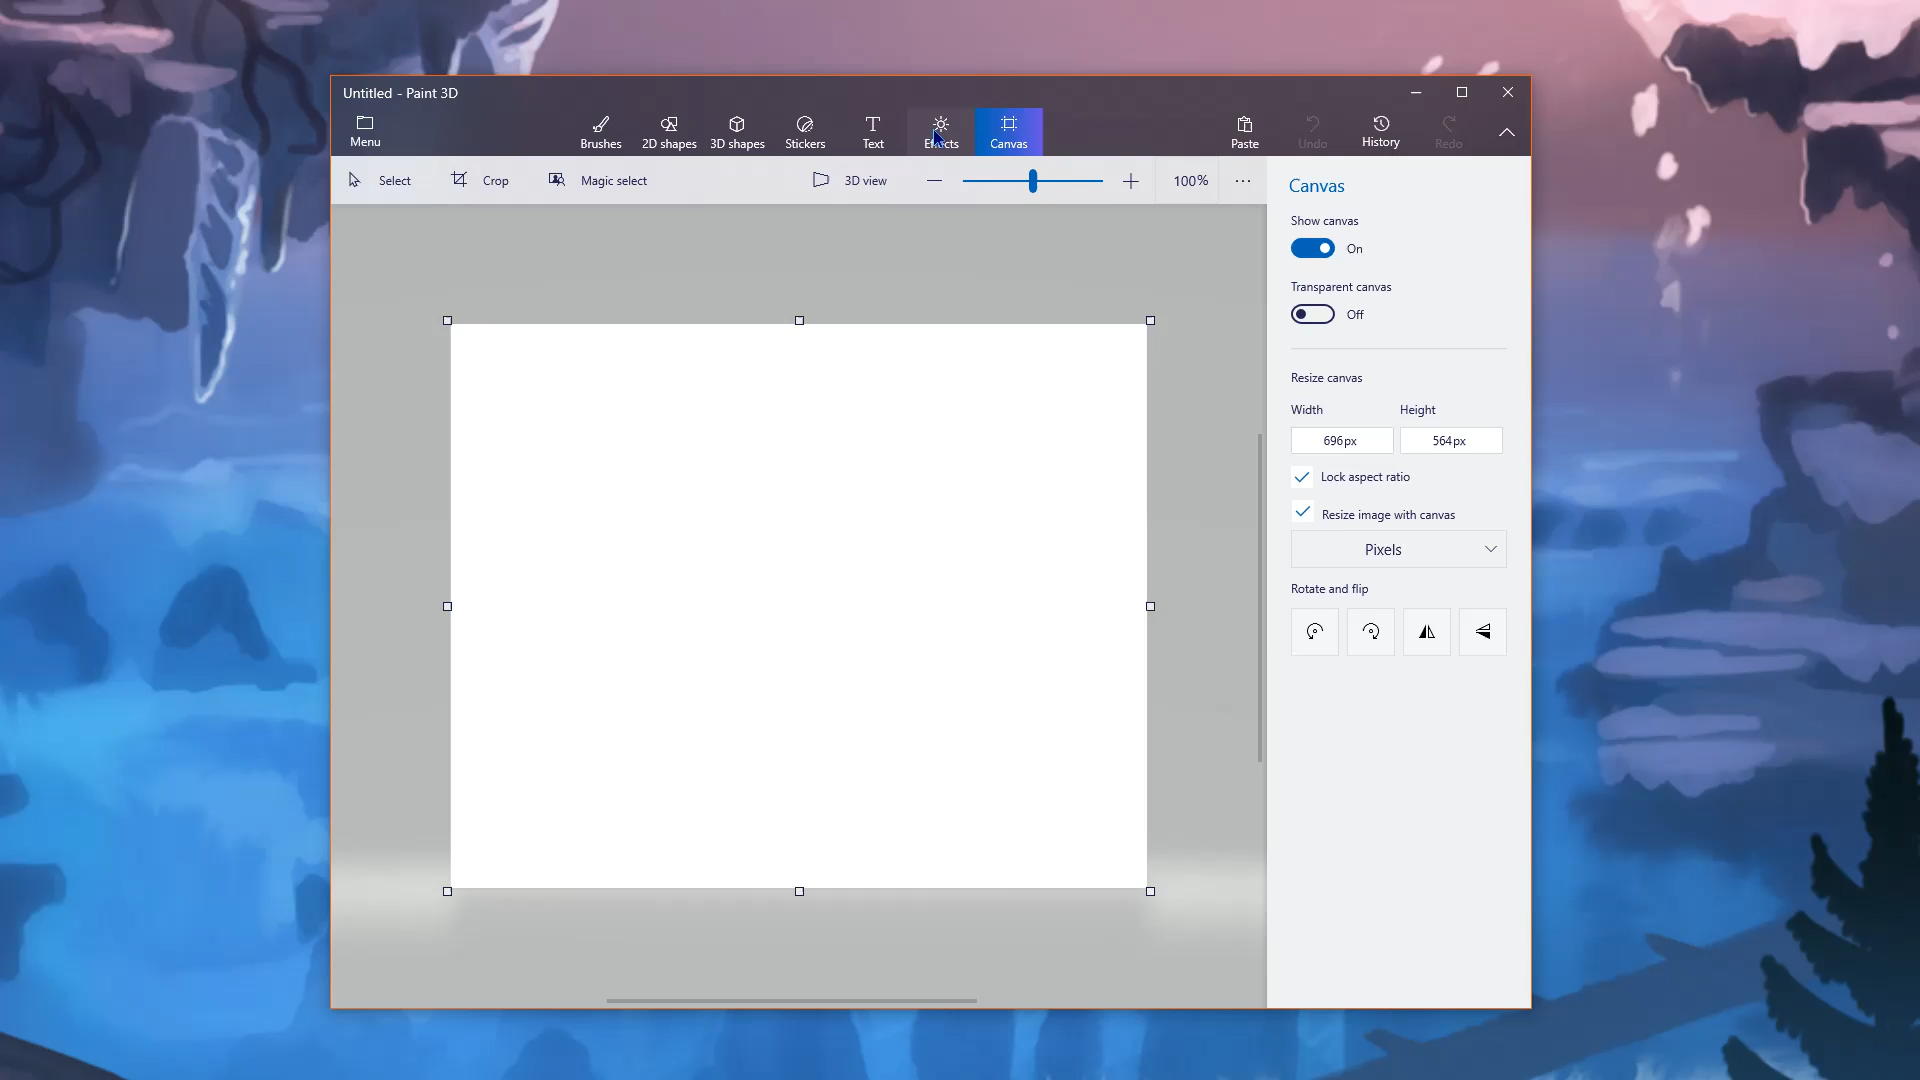 Untitled - Paint 3D
Menu
Brushes
2D shapes
3D shapes
Stickers
Text
Effects
Canvas
Paste
Undo
History
Redo
Select
Crop
Magic select
3D view
100%
Canvas
Show canvas
On
Transparent canvas
Off
Resize canvas
Width Height
696px 564px
Lock aspect ratio
Resize image with canvas
Pixels
Rotate and flip